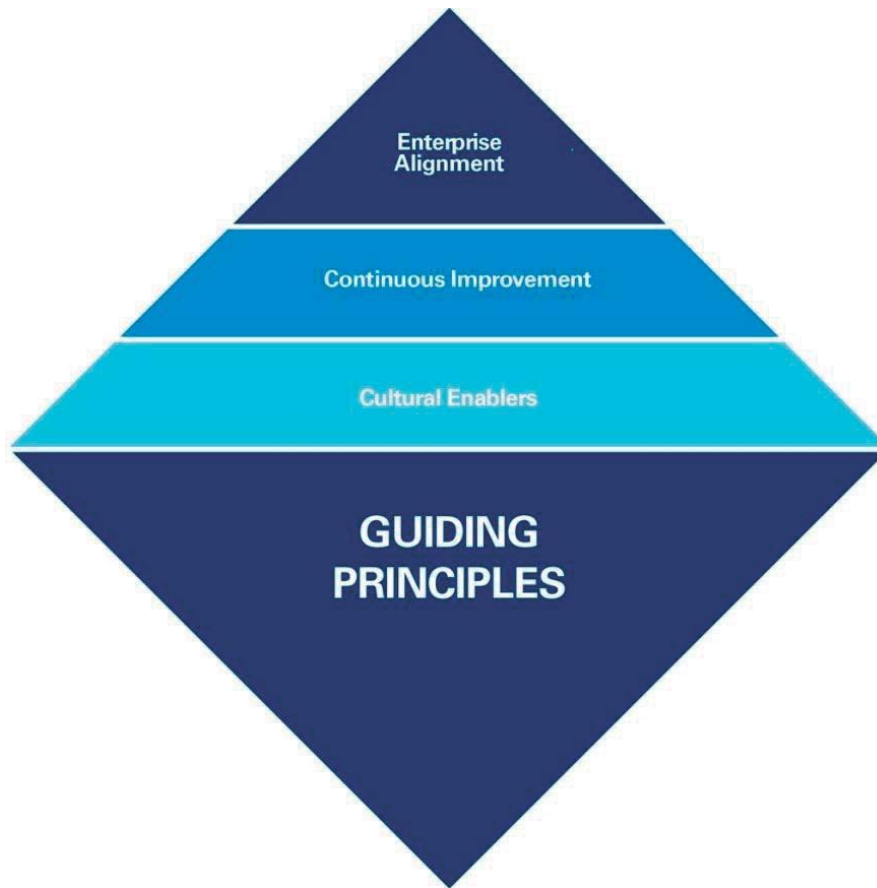 Enterprise
Alignment
Continuous Improvement
Cultural Enablers
GUIDING
PRINCIPLES